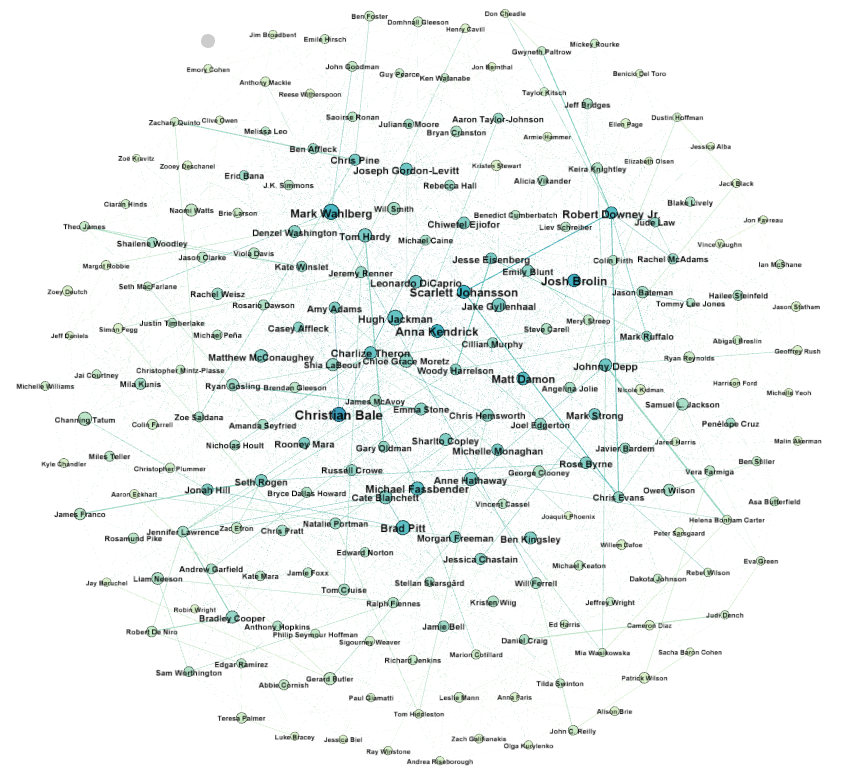 Don Cheadle
Ben Foster
Domhnall Gleeson
Henry Cavill
Jim Broadbent
Emile Hirsch
Mickey Rourke
Gwyneth Paltrow
John Goodman
Guy Pearce
Ken Watanabe
Jon Bernthal
Emory Cohen
Benicio Del Toro
Anthony Mackie
Reese Witherspoon
Taylor Kitsch
Jeff Bridges
Zachary Quinto
Clive Owen
Saoirse Ronan
Julianne Moore
Aaron Taylor-Johnson
Dustin Hoffman
Melissa Leo
Bryan Cranston
Armie Hammer
Ellen Page
Ben Affleck
Jessica Alba
Zoë Kravitz
Zooey Deschanel
Chris Pine
Joseph Gordon-Levitt
Kristen Stewart
Keira Knightley
Elizabeth Olsen
Eric Bana
J.K. Simmons
Rebecca Hall
Alicia Vikander
Jack Black
Ciarán Hinds
Naomi Watts
Brie Larson
Mark Wahlberg
Will Smith
Benedict Cumberbatch
Robert Downey Jr.
Blake Lively
Theo James
Denzel Washington
Tom Hardy
Chiwetel Ejiofor
Liev Schreiber
Jude Law
Jon Favreau
Shailene Woodley
Michael Caine
Vince Vaughn
Margot Robbie
Jason Clarke
Viola Davis
Kate Winslet
Jeremy Renner
Jesse Eisenberg
Emily Blunt
Colin Firth
Rachel McAdams
Ian McShane
Zoey Deutch
Seth MacFarlane
Rachel Weisz
Leonardo DiCaprio
Scarlett Johansson
Josh Brolin
Jason Bateman
Tommy Lee Jones
Hailee Steinfeld
Rosario Dawson
Amy Adams
Jake Gyllenhaal
Jason Statham
Simon Pegg
Justin Timberlake
Hugh Jackman
Meryl Streep
Jeff Daniels
Michael Peña
Casey Affleck
Anna Kendrick
Steve Carell
Mark Ruffalo
Abigail Breslin
Cillian Murphy
Matthew McConaughey
Charlize Theron
Chloë Grace Moretz
Ryan Reynolds
Geoffrey Rush
Shia LaBeouf
Woody Harrelson
Johnny Depp
Jai Courtney
Christopher Mintz-Plasse
Matt Damon
Michelle Williams
Mila Kunis
Ryan Gosling
Brendan Gleeson
Angelina Jolie
Nicole Kidman
Harrison Ford
Michelle Yeoh
James McAvoy
Samuel L. Jackson
Channing Tatum
Zoe Saldana
Christian Bale
Emma Stone
Chris Hemsworth
Mark Strong
Colin Farrell
Amanda Seyfried
Joel Edgerton
Penélope Cruz
Nicholas Hoult
Rooney Mara
Gary Oldman
Sharlto Copley
Michelle Monaghan
Javier Bardem
Jared Harris
Malin Akerman
Miles Teller
Kyle Chandler
Christopher Plummer
Russell Crowe
George Clooney
Rose Byrne
Vera Farmiga
Ben Stiller
Seth Rogen
Anne Hathaway
Jonah Hill
Aaron Eckhart
Bryce Dallas Howard
Michael Fassbender
Cate Blanchett
Chris Evans
Owen Wilson
Vincent Cassel
Asa Butterfield
James Franco
Joaquin Phoenix
Helena Bonham Carter
Jennifer Lawrence
Zac Efron
Chris Pratt
Natalie Portman
Brad Pitt
Rosamund Pike
Morgan Freeman
Ben Kingsley
Peter Sarsgaard
Willem Dafoe
Edward Norton
Jessica Chastain
Eva Green
Andrew Garfield
Kate Mara
Jamie Foxx
Michael Keaton
Rebel Wilson
Jay Baruchel
Liam Neeson
Stellan Skarsgård
Will Ferrell
Dakota Johnson
Tom Cruise
Robin Wright
Ralph Fiennes
Kristen Wiig
Jeffrey Wright
Bradley Cooper
Judi Dench
Robert De Niro
Anthony Hopkins
Philip Seymour Hoffman
Jamie Bell
Ed Harris
Cameron Diaz
Sigourney Weaver
Daniel Craig
Edgar Ramírez
Richard Jenkins
Marion Cotillard
Mia Wasikowska
Sacha Baron Cohen
Sam Worthington
Abbie Cornish
Gerard Butler
Tilda Swinton
Patrick Wilson
Paul Giamatti
Leslie Mann
Anna Faris
Teresa Palmer
Tom Hiddleston
Alison Brie
Luke Bracey
Jessica Biel
John C. Reilly
Zach Galifianakis
Olga Kurylenko
Ray Winstone
Andrea Riseborough